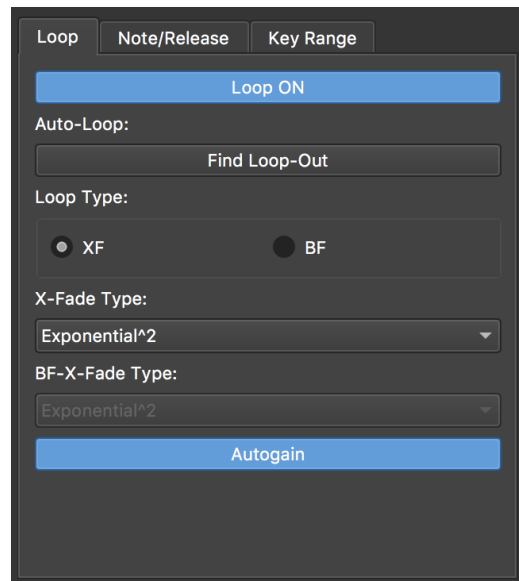 Loop Note/Release Key Range
Loop ON
Auto-Loop:
Find Loop-Out
Loop Type:
XF BF
X-Fade Type:
Exponential^2
BF-X-Fade Type:
Exponential^2
Autogain